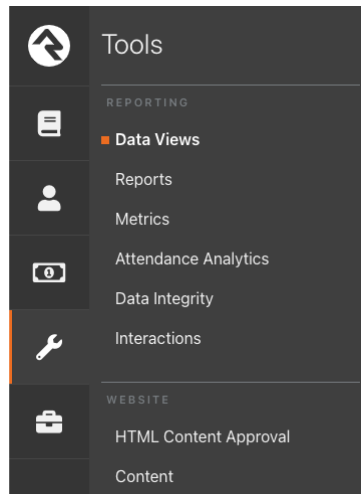 Tools
REPORTING
Data Views
Reports
Metrics
Attendance Analytics
Data Integrity
Interactions
WEBSITE
HTML Content Approval
Content